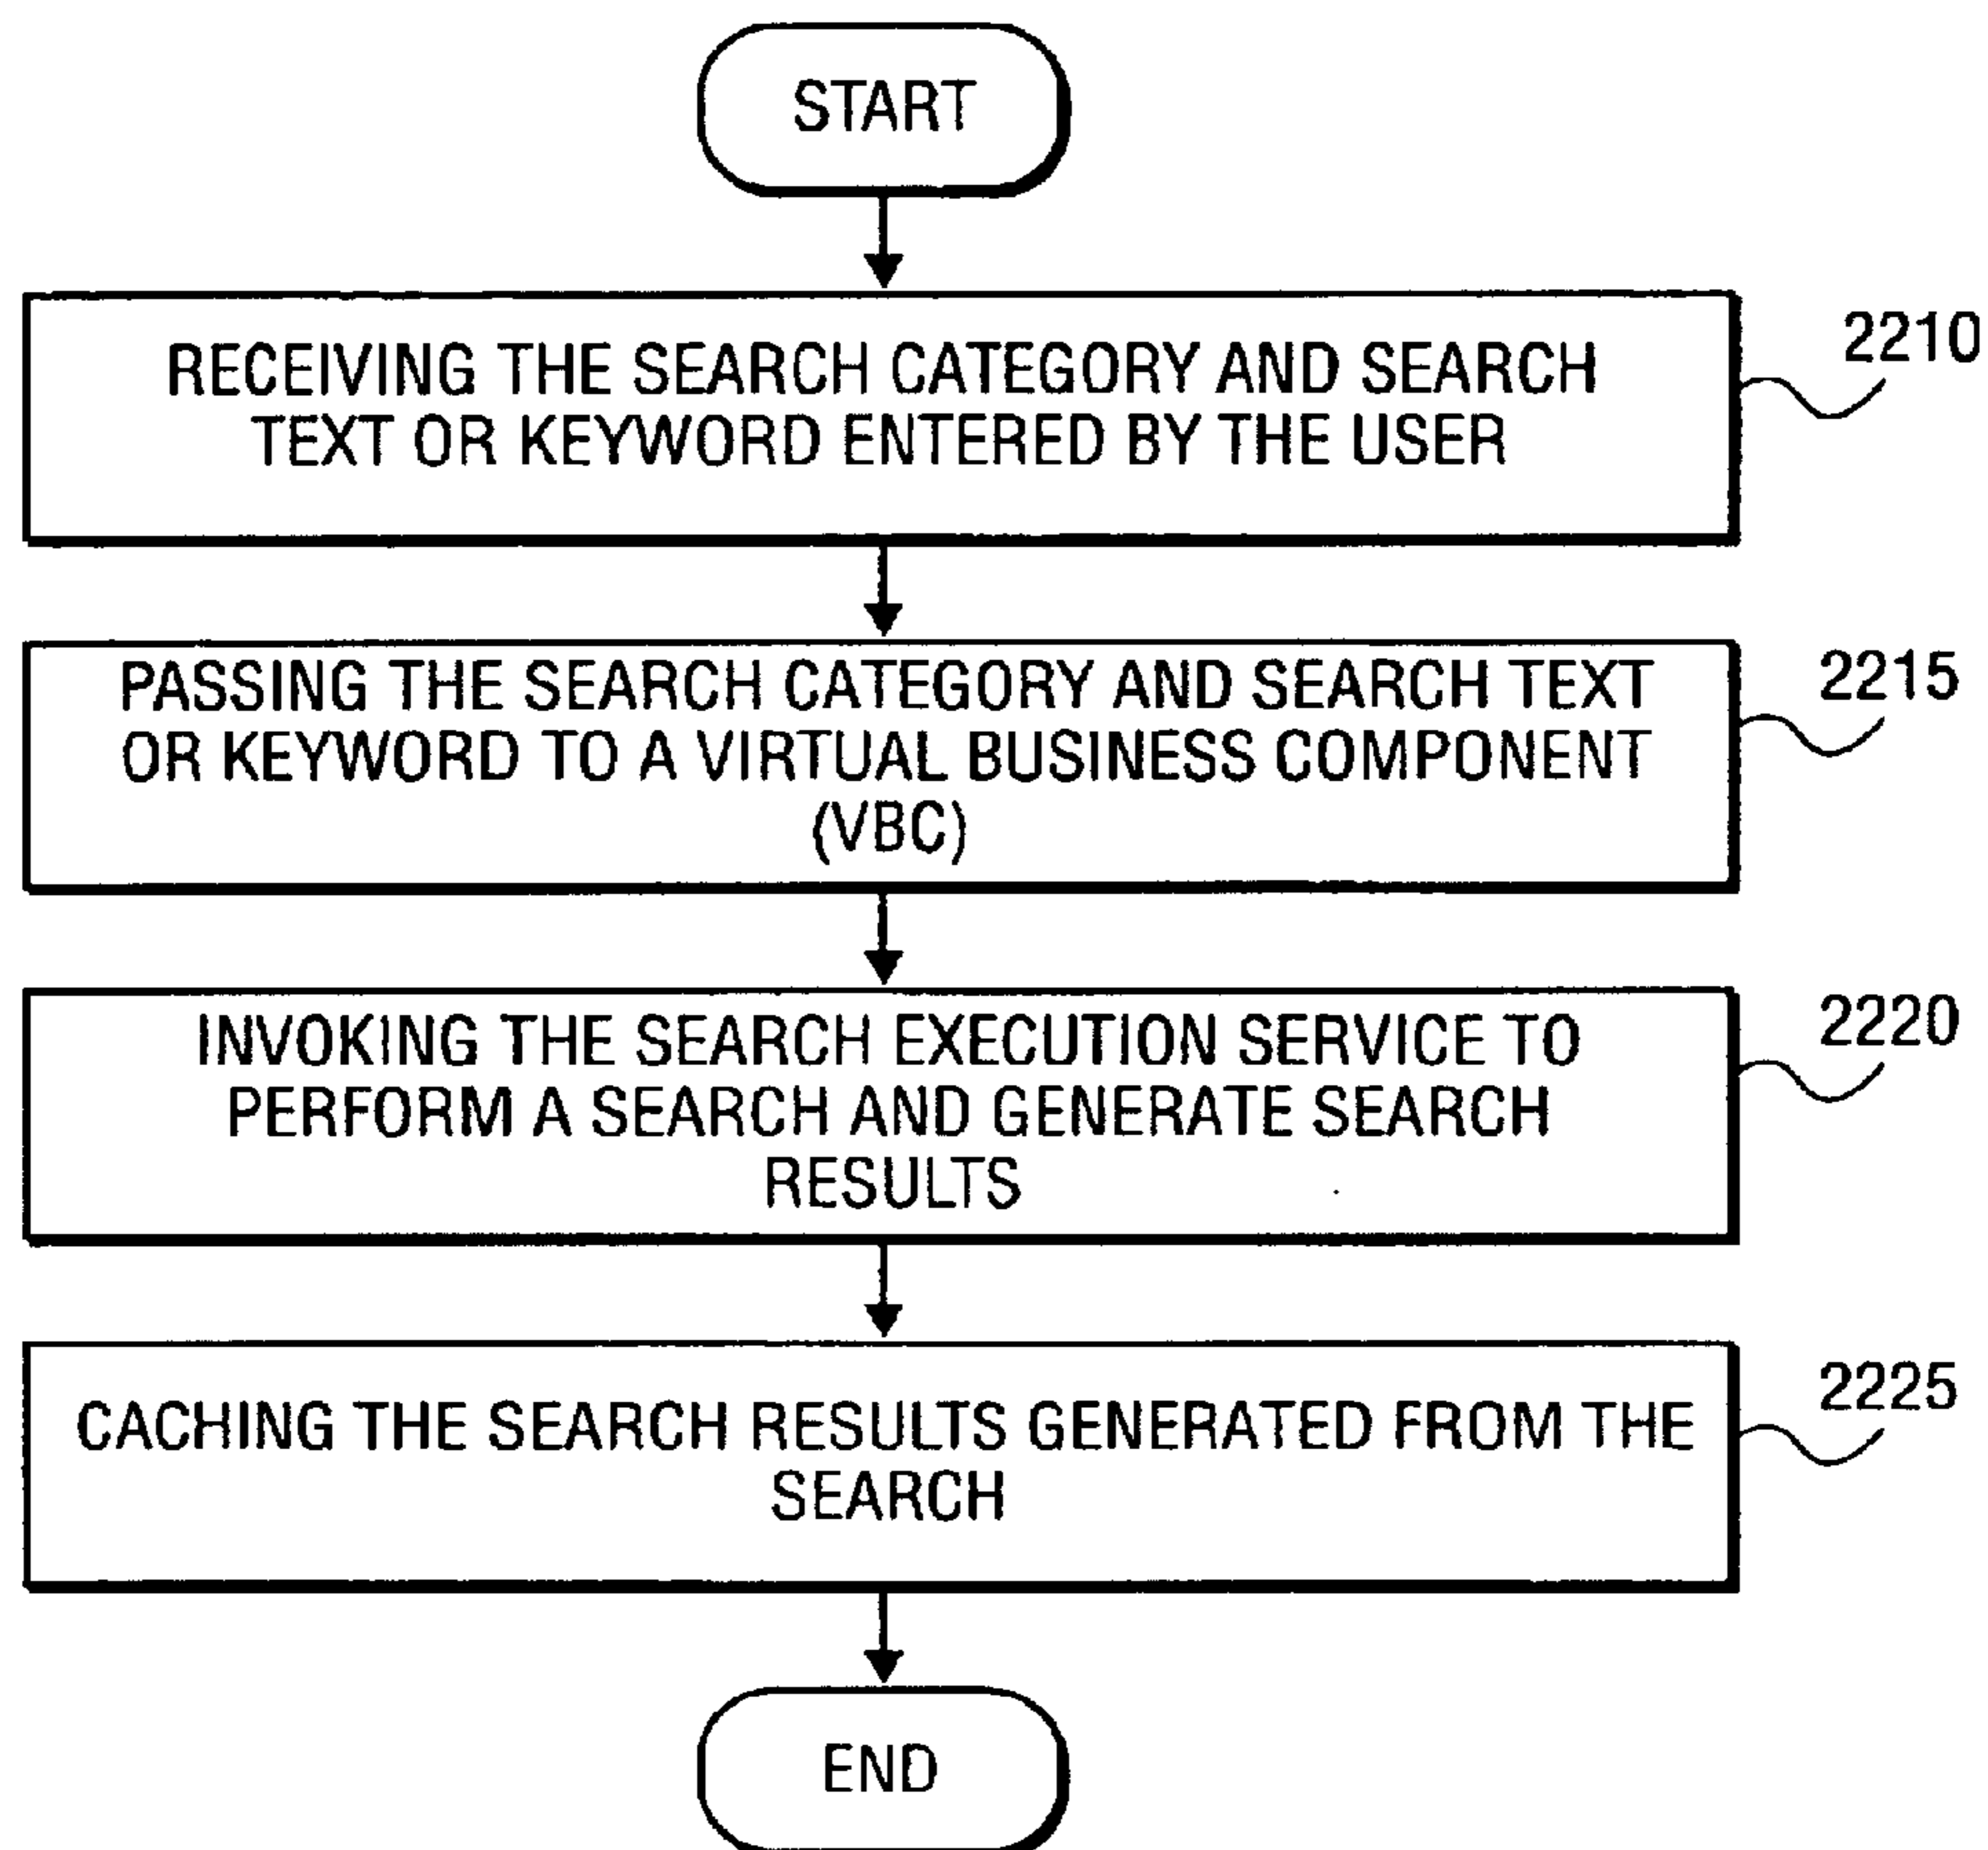 START
RECEIVING THE SEARCH CATEGORY AND SEARCH
TEXT OR KEYWORD ENTERED BY THE USER
2210
PASSING THE SEARCH CATEGORY AND SEARCH TEXT
OR KEYWORD TO A VIRTUAL BUSINESS COMPONENT
(VBC)
2215
INVOKING THE SEARCH EXECUTION SERVICE TO
PERFORM A SEARCH AND GENERATE SEARCH
RESULTS
2220
CACHING THE SEARCH RESULTS GENERATED FROM THE
SEARCH
2225
END